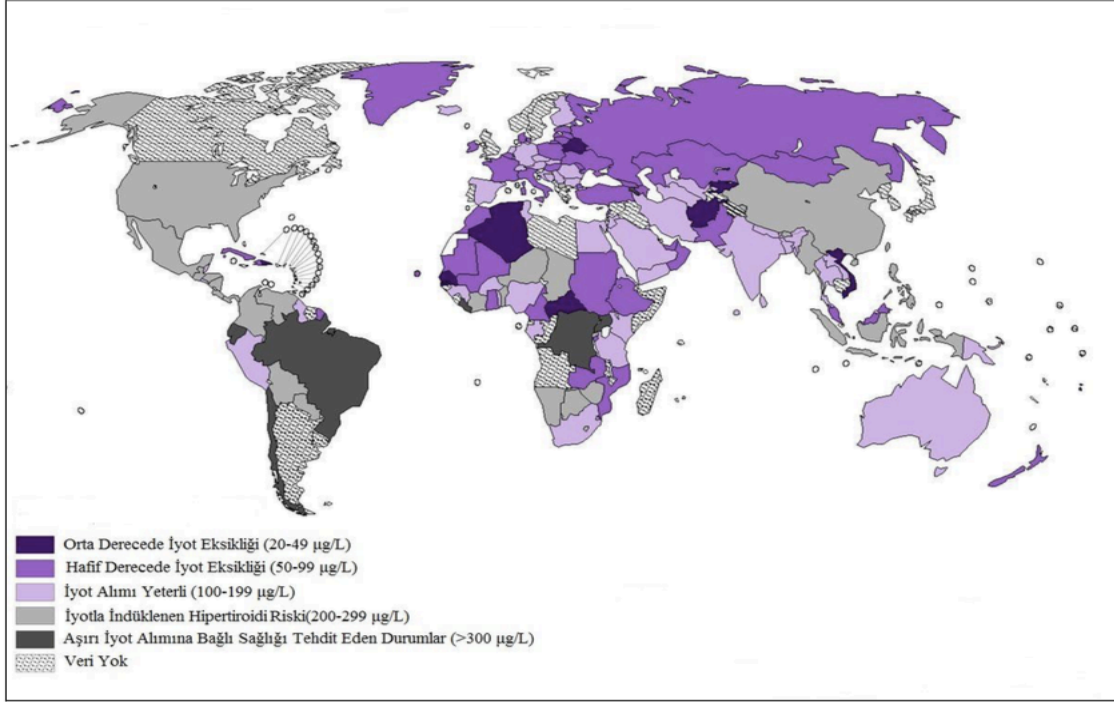 Orta Derecede İyot Eksikliği (20-49 µg/L)
Hafif Derecede İyot Eksikliği (50-99 µg/L)
İyot Alımı Yeterli (100-199 µg/L)
İyotla İndüklenen Hipertiroidi Riski(200-299 µg/L)
Aşırı İyot Alımına Bağlı Sağlığı Tehdit Eden Durumlar (>300 µg/L)
Veri Yok